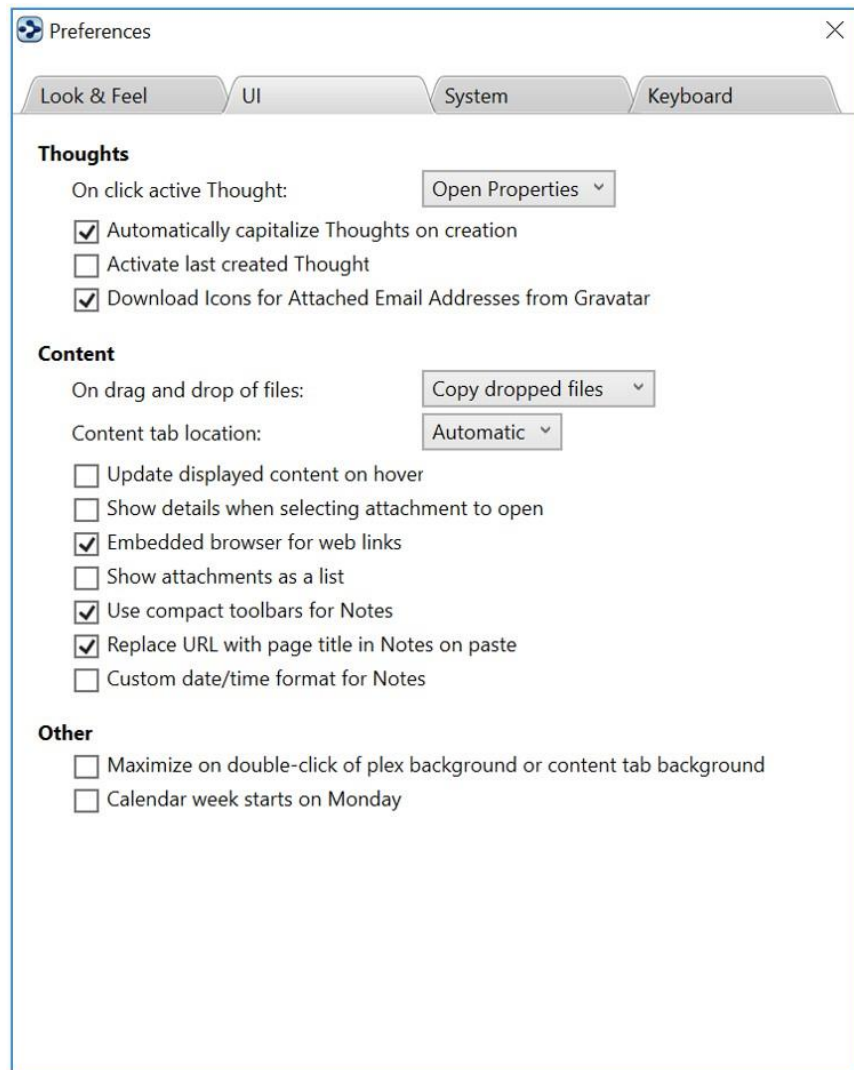 Preferences
Look & Feel
UI
System
Keyboard
Thoughts
On click active Thought: Open Properties
Automatically capitalize Thoughts on creation
Activate last created Thought
Download Icons for Attached Email Addresses from Gravatar
Content
On drag and drop of files: Copy dropped files
Content tab location: Automatic
Update displayed content on hover
Show details when selecting attachment to open
Embedded browser for web links
Show attachments as a list
Use compact toolbars for Notes
Replace URL with page title in Notes on paste
Custom date/time format for Notes
Other
Maximize on double-click of plex background or content tab background
Calendar week starts on Monday